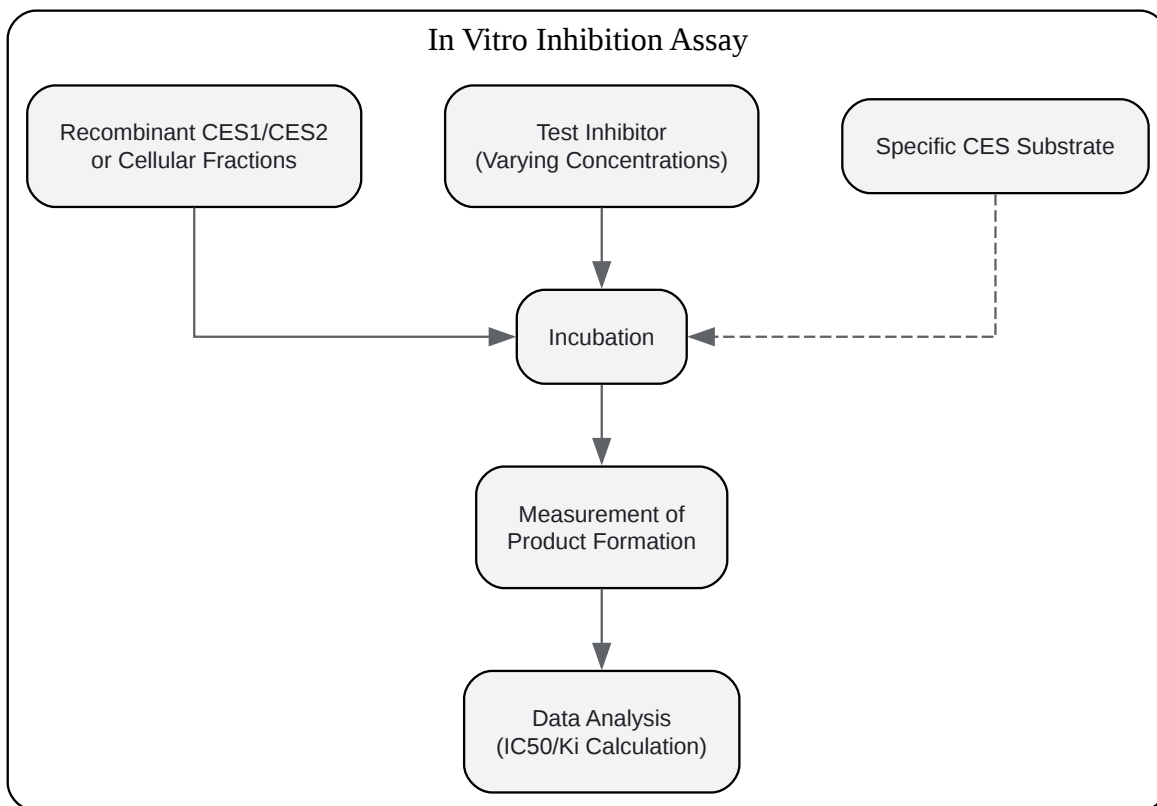 In Vitro Inhibition Assay
Recombinant CES1/CES2
or Cellular Fractions
Test Inhibitor
(Varying Concentrations)
Specific CES Substrate
Incubation
Measurement of
Product Formation
Data Analysis
(IC50/Ki Calculation)